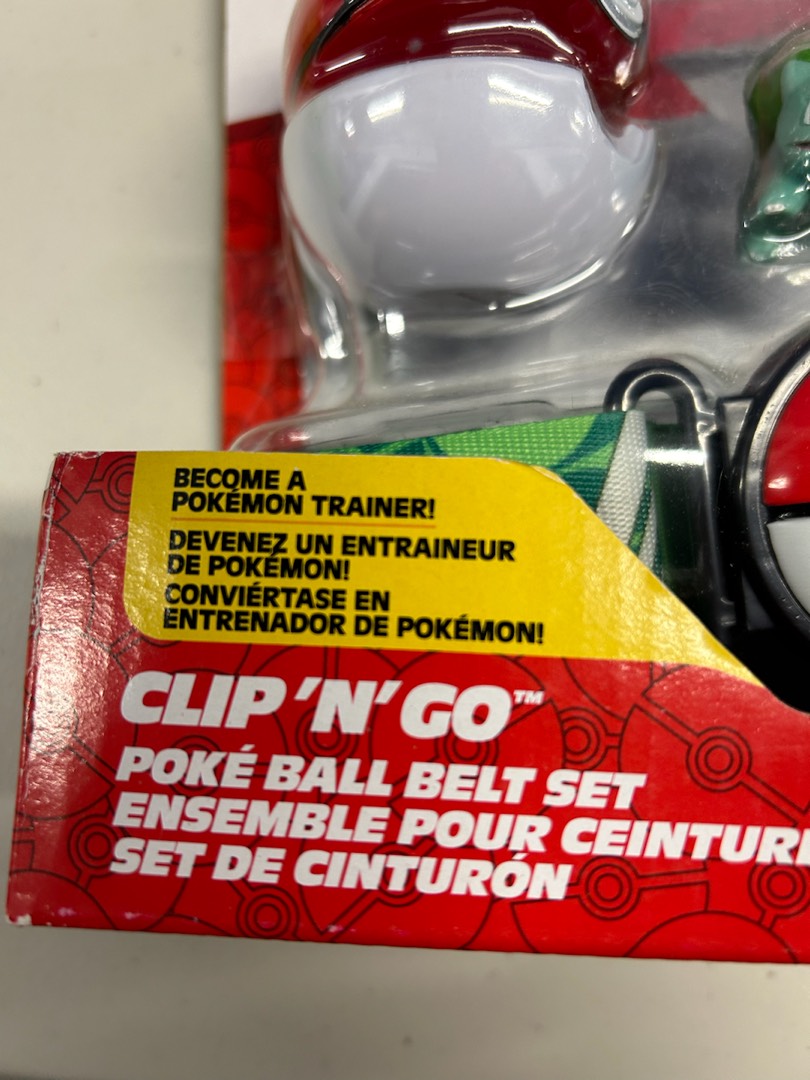 BECOME A
POKÉMON TRAINER!
DEVENEZ UN ENTRAINEUR
DE POKÉMON!
CONVIÉRTASE EN
ENTRENADOR DE POKÉMON!
CLIP 'N' GO™
POKÉ BALL BELT SET
ENSEMBLE POUR CEINTUR
SET DE CINTURÓN